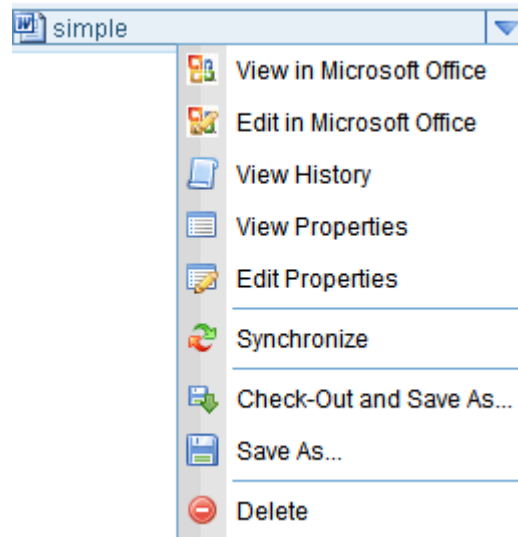 simple
View in Microsoft Office
Edit in Microsoft Office
View History
View Properties
Edit Properties
Synchronize
Check-Out and Save As...
Save As...
Delete